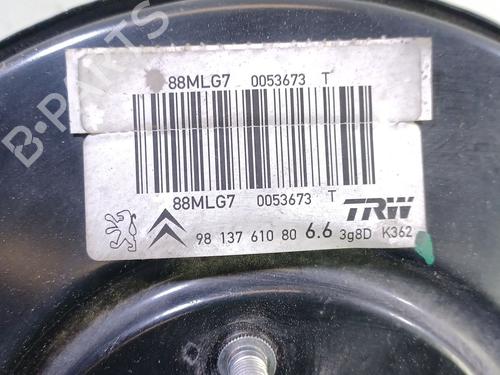 88MLG7 0053673 T
88MLG7 0053673 T
TRW
98 137 610 80 6.6 3g8D K362
B-PARTS